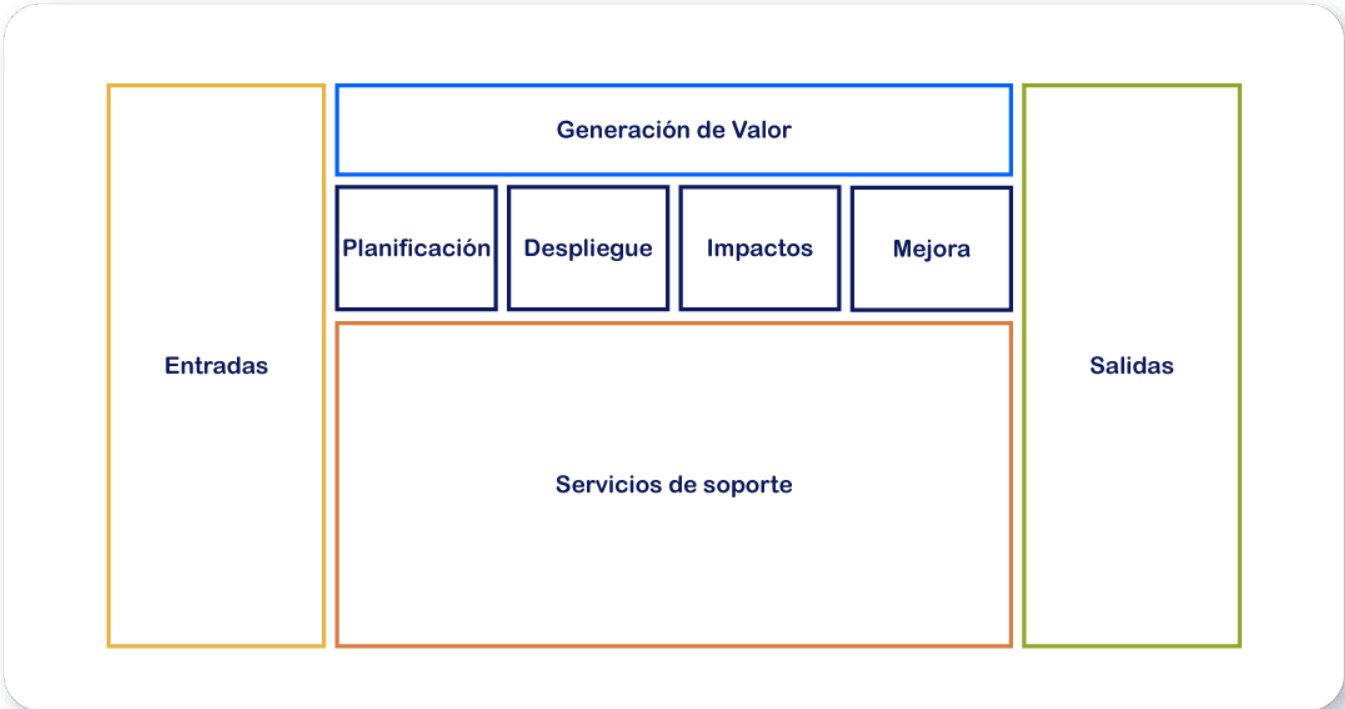 Generación de Valor
Planificación
Despliegue
Impactos
Mejora
Entradas
Salidas
Servicios de soporte